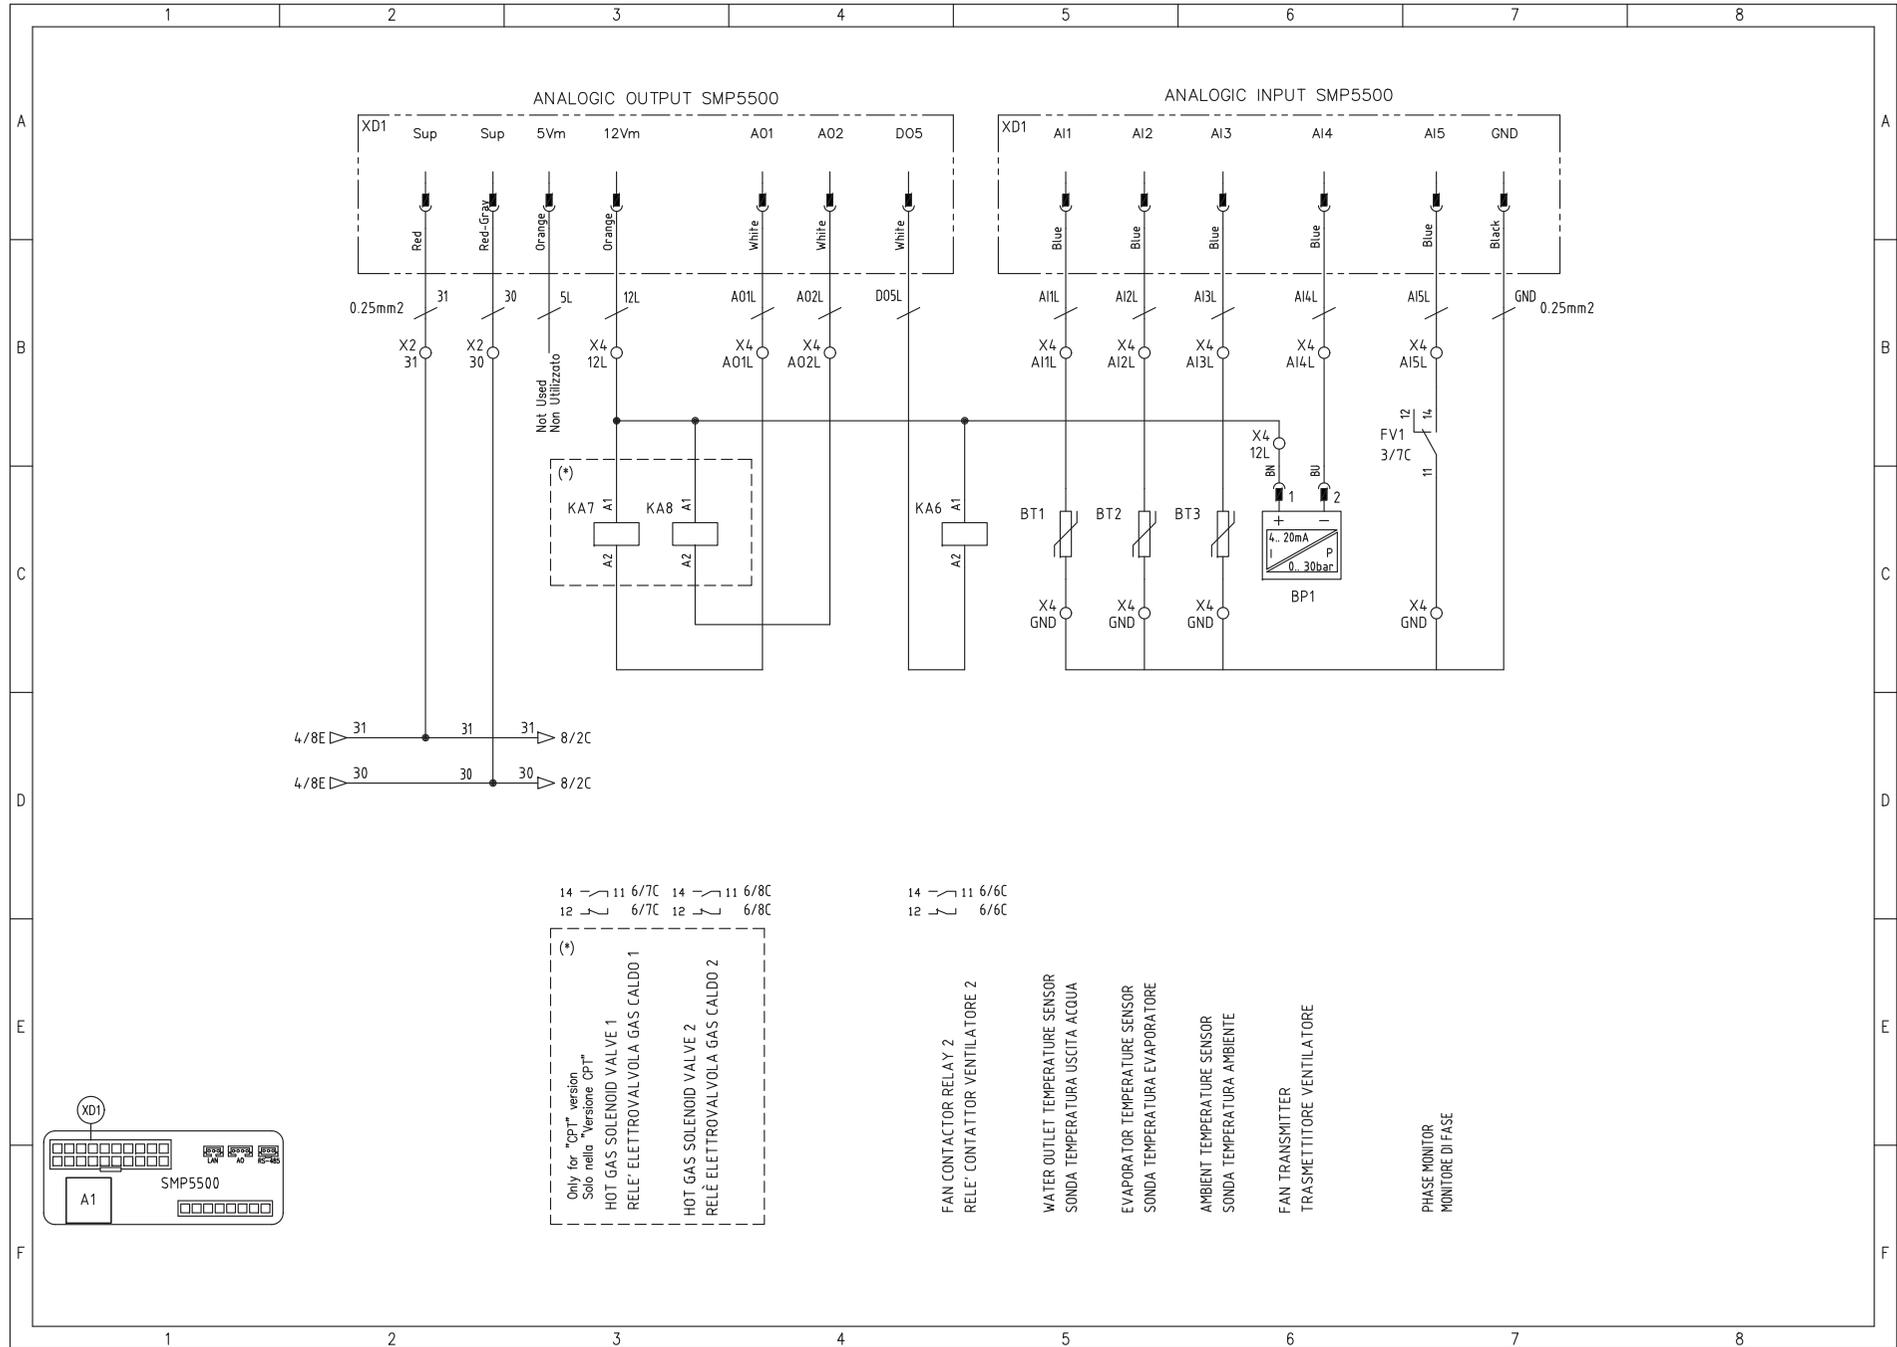 1 2 3 4 5 6 7 8
A A
B B
C C
D D
E E
F F
ANALOGIC OUTPUT SMP5500
XD1 Sup Sup 5Vm 12Vm A01 A02 D05
Red Red-Gray Orange Orange White White White
0.25mm2 31 30 5L 12L A01L A02L D05L
X2 X2 X4 X4 X4
31 30 12L A01L A02L
Not Used
Non Utilizzato
ANALOGIC INPUT SMP5500
XD1 AI1 AI2 AI3 AI4 AI5 GND
Blue Blue Blue Blue Blue Black
AI1L AI2L AI3L AI4L AI5L GND 0.25mm2
X4 X4 X4 X4 X4
AI1L AI2L AI3L AI4L AI5L
12 14
FV1
3/7C
11
X4
12L
BN BU
1 2
+ −
4.. 20mA
I P
0.. 30bar
BP1
(*)
KA7 A1 KA8 A1
A2 A2
KA6 A1
A2
BT1 BT2 BT3
X4 X4 X4 X4
GND GND GND GND
4/8E 31 31 31 8/2C
4/8E 30 30 30 8/2C
14 11 6/7C 14 11 6/8C 14 11 6/6C
12 6/7C 12 6/8C 12 6/6C
(*)
Only for "CPT" version
Solo nella "Versione CPT"
HOT GAS SOLENOID VALVE 1
RELE' ELETTROVALVOLA GAS CALDO 1
HOT GAS SOLENOID VALVE 2
RELÈ ELETTROVALVOLA GAS CALDO 2
FAN CONTACTOR RELAY 2
RELE' CONTATTOR VENTILATORE 2
WATER OUTLET TEMPERATURE SENSOR
SONDA TEMPERATURA USCITA ACQUA
EVAPORATOR TEMPERATURE SENSOR
SONDA TEMPERATURA EVAPORATORE
AMBIENT TEMPERATURE SENSOR
SONDA TEMPERATURA AMBIENTE
FAN TRANSMITTER
TRASMETTITORE VENTILATORE
PHASE MONITOR
MONITORE DI FASE
XD1
LAN AO RS-485
SMP5500
A1
1 2 3 4 5 6 7 8